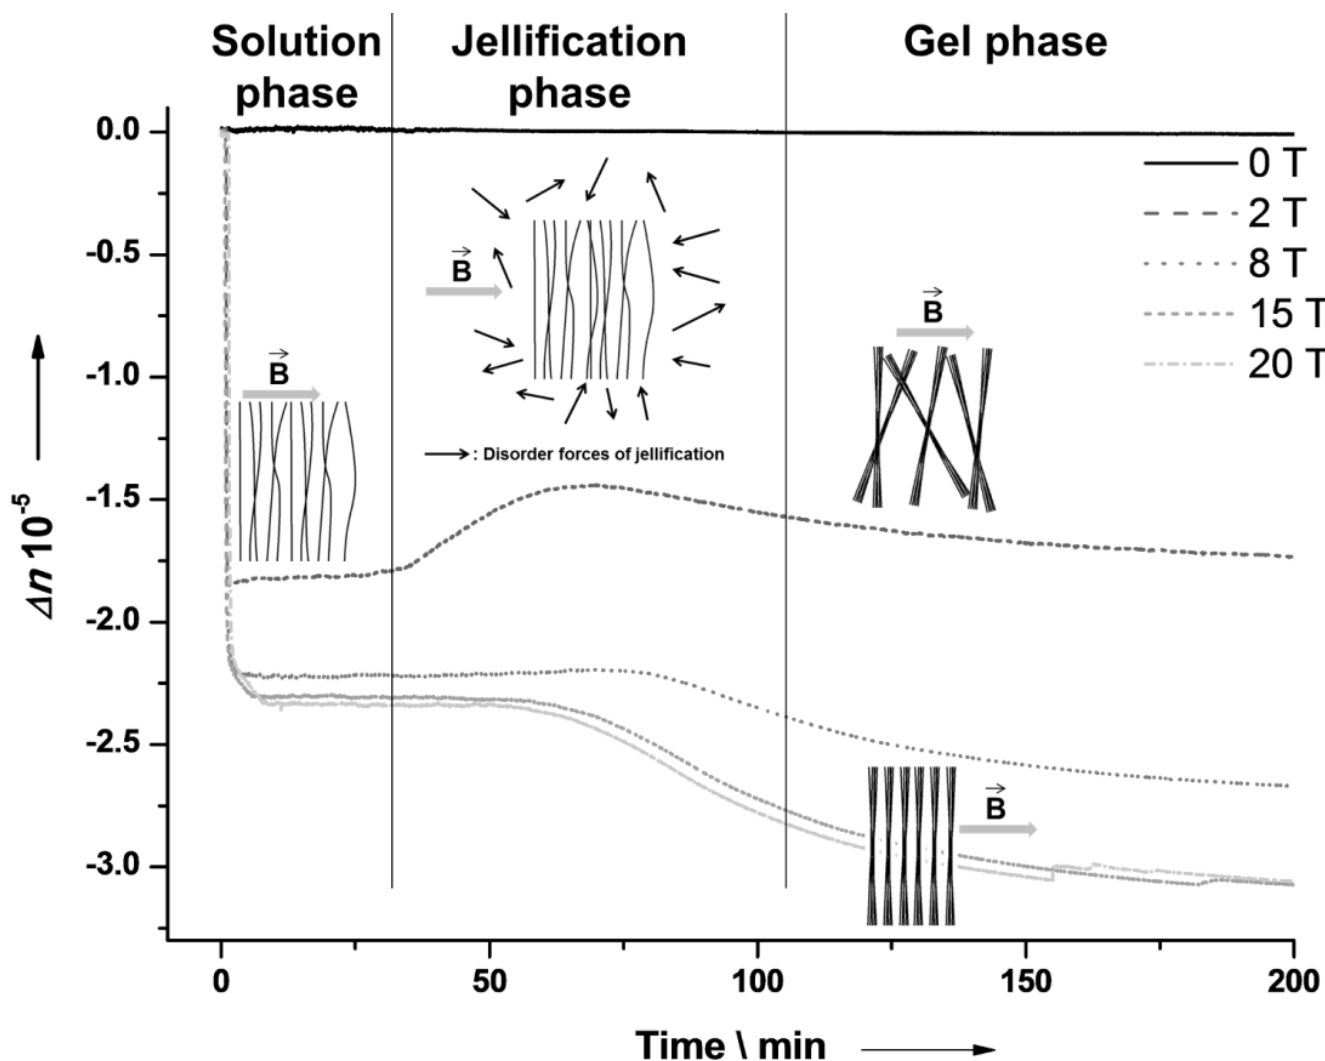 Solution
phase
Jellification
phase
Gel phase
0.0
-0.5
-1.0
-1.5
-2.0
-2.5
-3.0
Δn 10⁻⁵
0 T
2 T
8 T
15 T
20 T
B
B
: Disorder forces of jellification
B
B
0
50
100
150
200
Time \ min